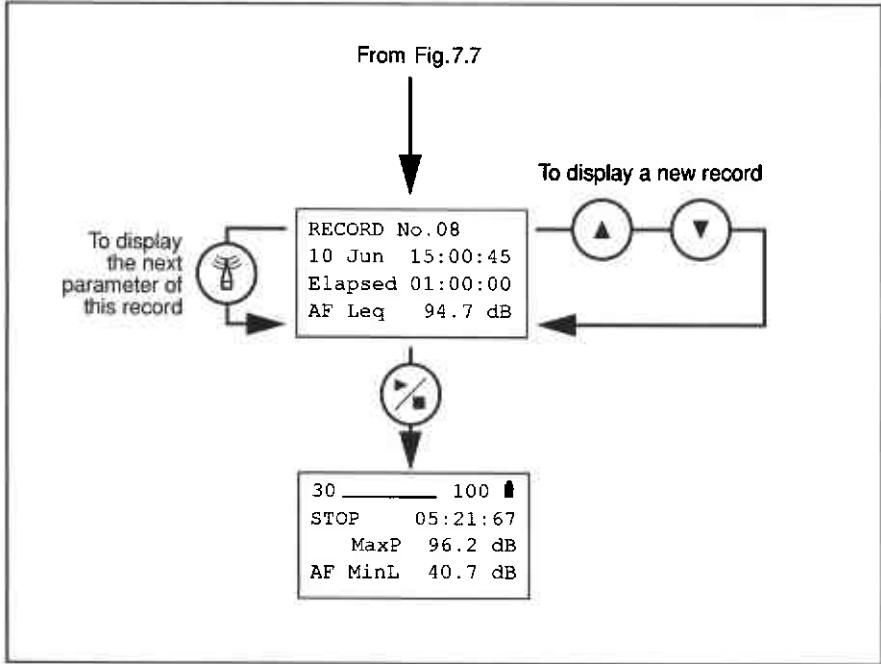 From Fig.7.7
To display a new record
To display
the next
parameter of
this record
RECORD No.08
10 Jun 15:00:45
Elapsed 01:00:00
AF Leq 94.7 dB
30 100
STOP 05:21:67
MaxP 96.2 dB
AF MinL 40.7 dB